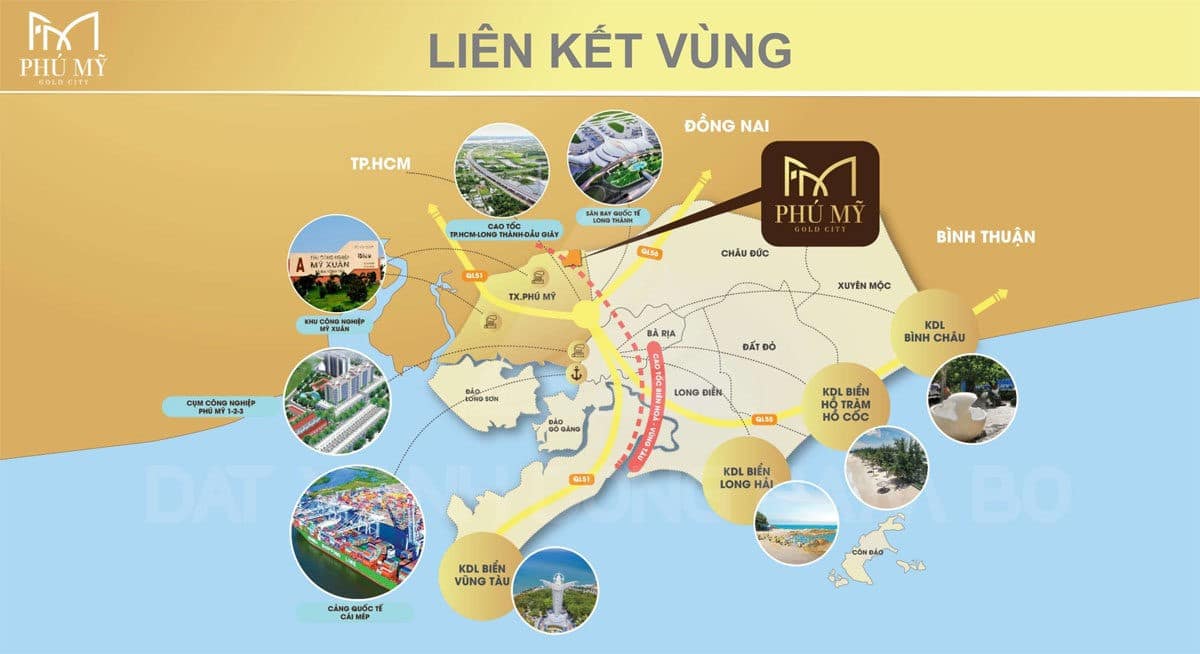 PHÚ MỸ
GOLD CITY
LIÊN KẾT VÙNG
ĐỒNG NAI
TP.HCM
PHÚ MỸ
GOLD CITY
SÂN BAY QUỐC TẾ
LONG THÀNH
CAO TỐC
TP.HCM-LONG THÀNH-DẦU GIÂY
BÌNH THUẬN
QL56
CHÂU ĐỨC
A
MỸ XUÂN
QL51
XUYÊN MỘC
TX.PHÚ MỸ
KHU CÔNG NGHIỆP
MỸ XUÂN
KDL
BÌNH CHÂU
BÀ RỊA
ĐẤT ĐỎ
CAO TỐC BIÊN HÒA - VŨNG TÀU
ĐẢO
LONG SƠN
LONG ĐIỀN
KDL BIỂN
HỒ TRÀM
HỒ CỐC
CỤM CÔNG NGHIỆP
PHÚ MỸ 1-2-3
ĐẢO
GÒ GĂNG
QL55
QL51
KDL BIỂN
LONG HẢI
CÔN ĐẢO
KDL BIỂN
VŨNG TÀU
CẢNG QUỐC TẾ
CÁI MÉP